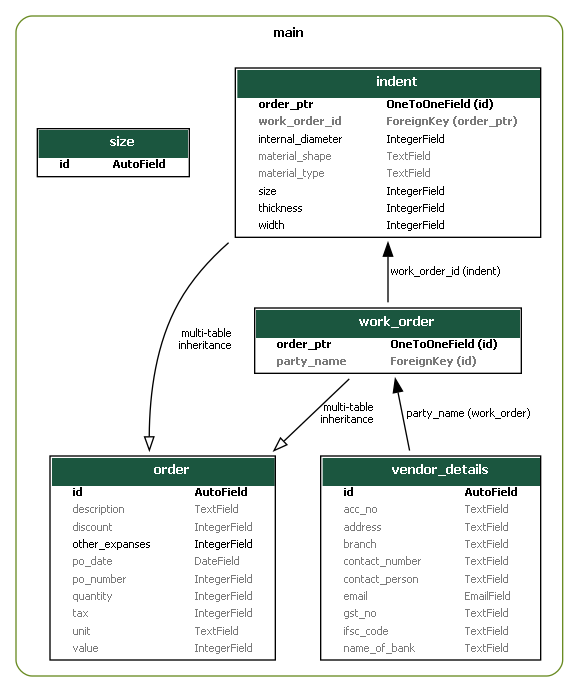 main
indent
order_ptr OneToOneField (id)
work_order_id ForeignKey (order_ptr)
internal_diameter IntegerField
material_shape TextField
material_type TextField
size IntegerField
thickness IntegerField
width IntegerField
size
id AutoField
work_order_id (indent)
multi-table
inheritance
work_order
order_ptr OneToOneField (id)
party_name ForeignKey (id)
multi-table
inheritance
party_name (work_order)
order
id AutoField
description TextField
discount IntegerField
other_expanses IntegerField
po_date DateField
po_number IntegerField
quantity IntegerField
tax IntegerField
unit TextField
value IntegerField
vendor_details
id AutoField
acc_no TextField
address TextField
branch TextField
contact_number TextField
contact_person TextField
email EmailField
gst_no TextField
ifsc_code TextField
name_of_bank TextField